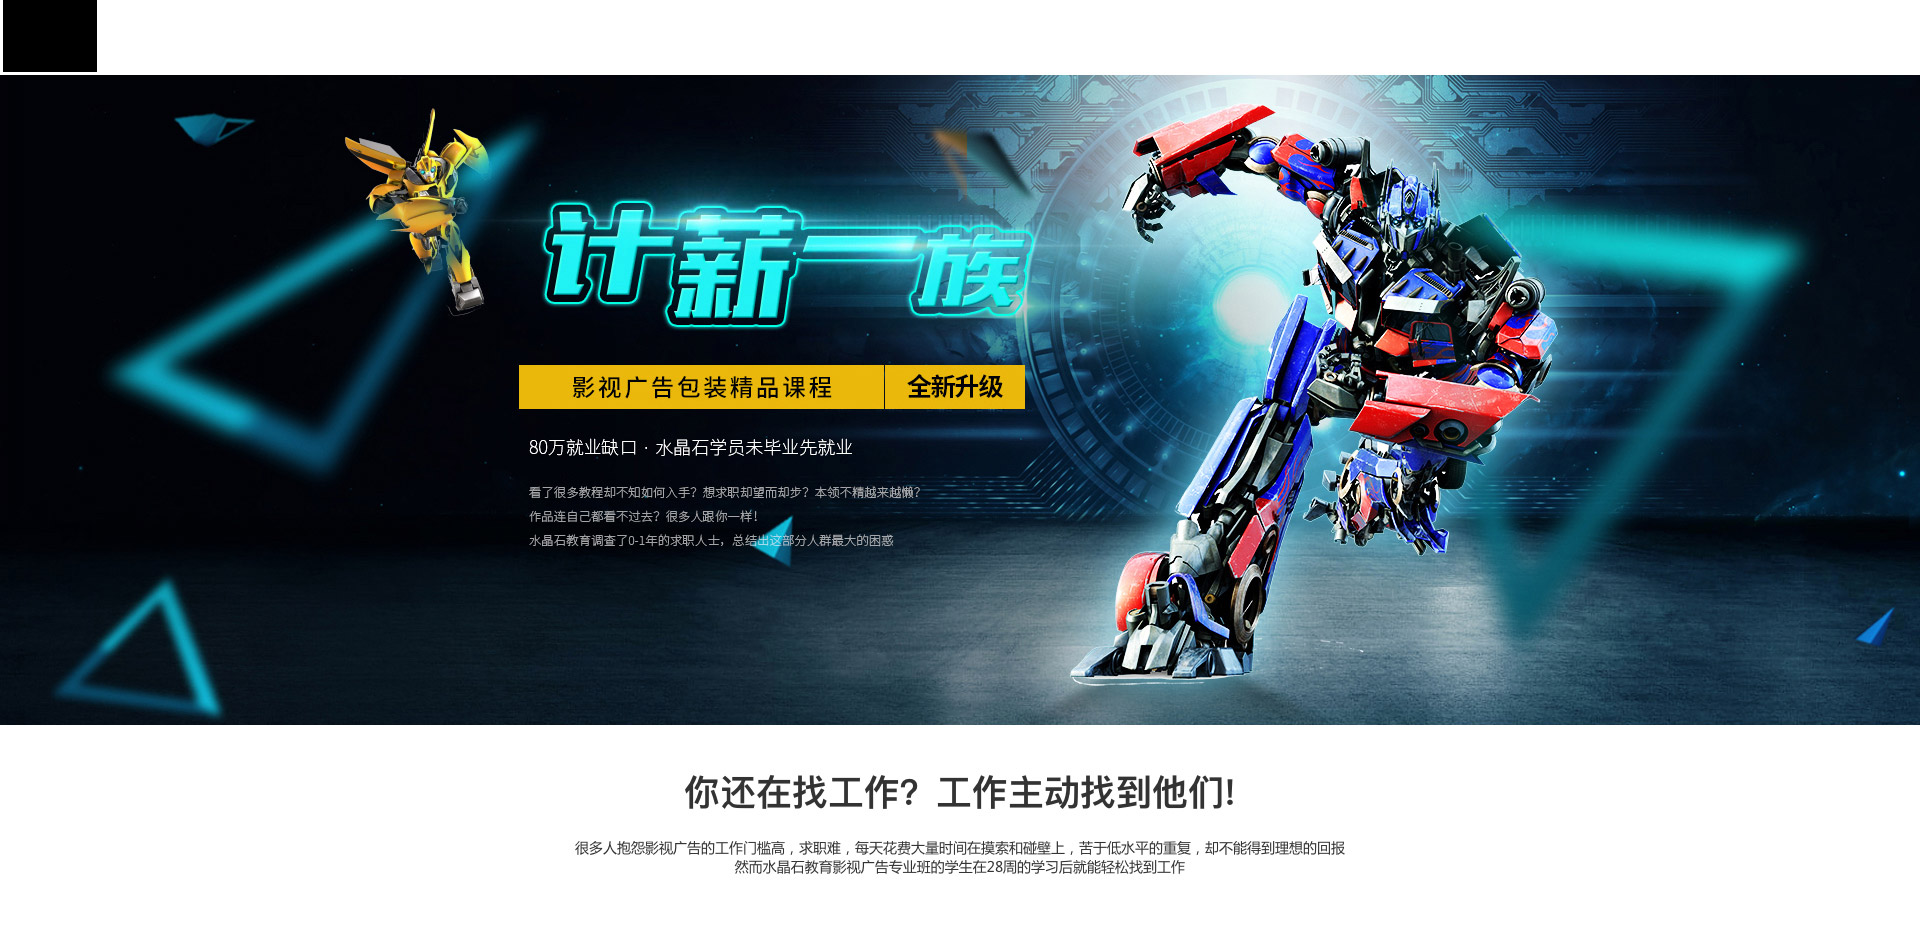 计薪一族
影视广告包装精品课程 全新升级
80万就业缺口 · 水晶石学员未毕业先就业
看了很多教程却不知如何入手？想求职却望而却步？本领不精越来越懒？
作品连自己都看不过去？很多人跟你一样！
水晶石教育调查了0-1年的求职人士，总结出这部分人群最大的困惑
你还在找工作？工作主动找到他们!
很多人抱怨影视广告的工作门槛高，求职难，每天花费大量时间在摸索和碰壁上，苦于低水平的重复，却不能得到理想的回报
然而水晶石教育影视广告专业班的学生在28周的学习后就能轻松找到工作